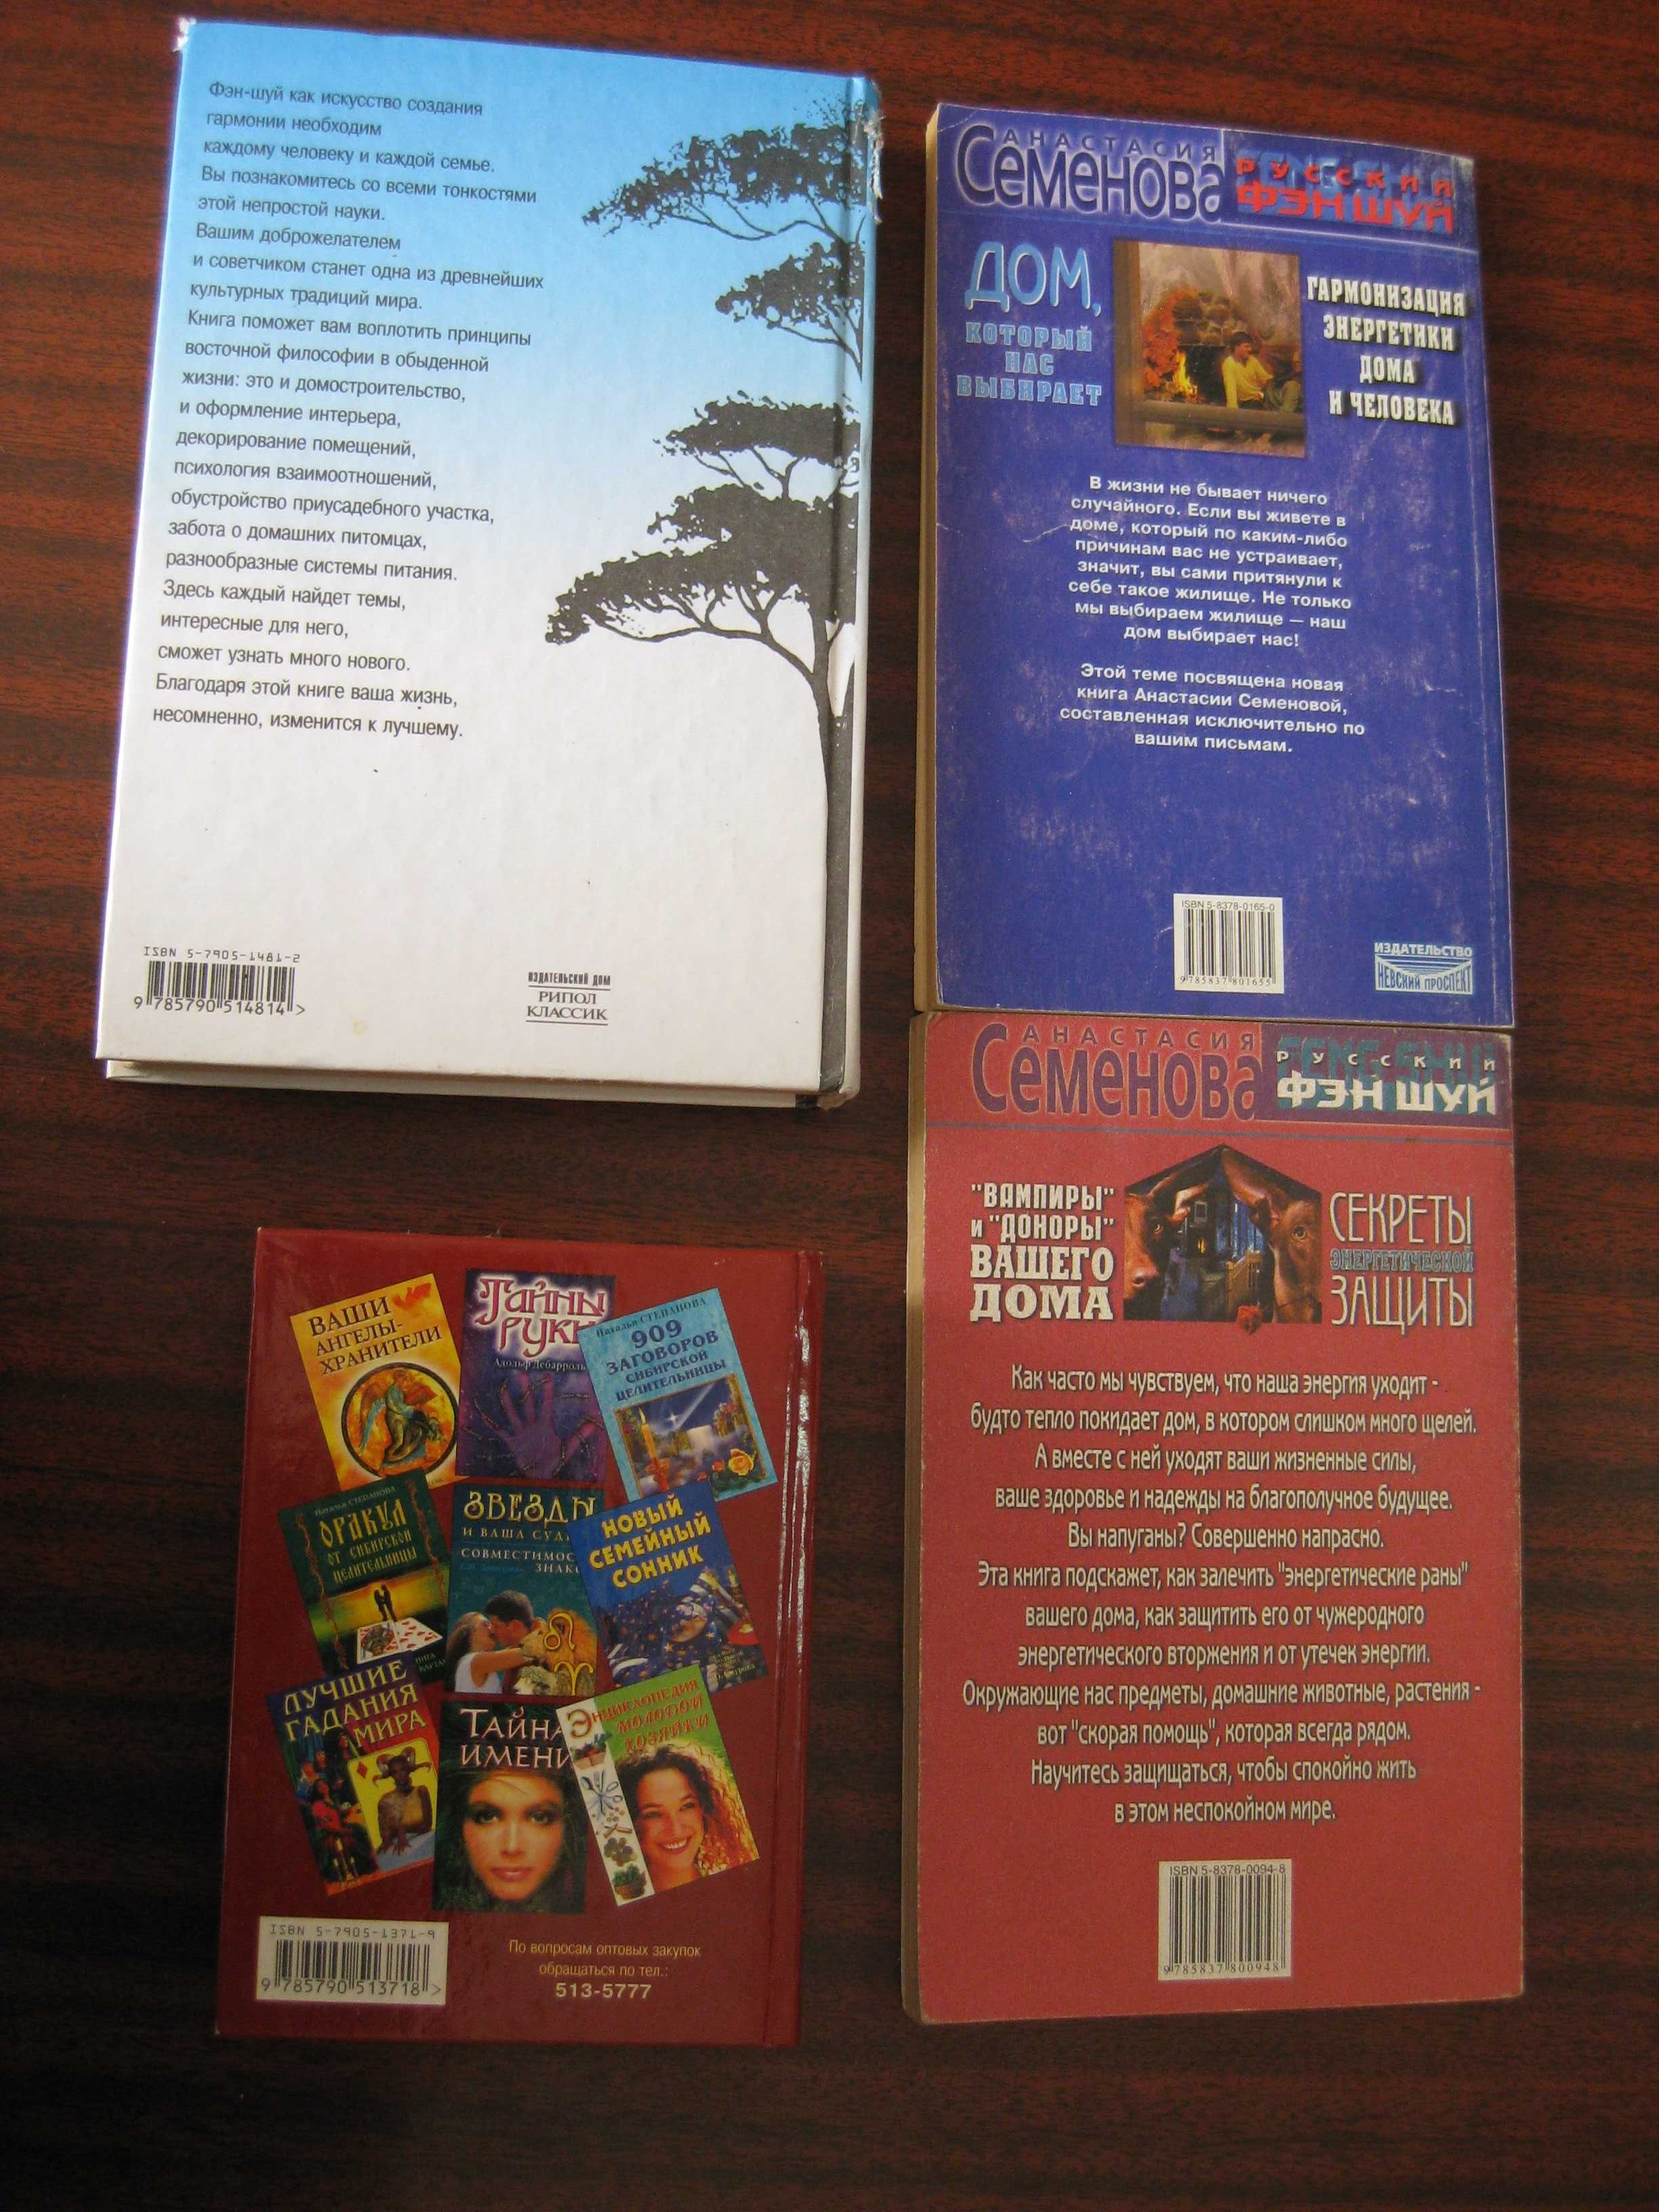 Фэн-шуй как искусство создания
гармонии необходим
каждому человеку и каждой семье.
Вы познакомитесь со всеми тонкостями
этой непростой науки.
Вашим доброжелателем
и советчиком станет одна из древнейших
культурных традиций мира.
Книга поможет вам воплотить принципы
восточной философии в обыденной
жизни: это и домостроительство,
и оформление интерьера,
декорирование помещений,
психология взаимоотношений,
обустройство приусадебного участка,
забота о домашних питомцах,
разнообразные системы питания.
Здесь каждый найдет темы,
интересные для него,
сможет узнать много нового.
Благодаря этой книге ваша жизнь,
несомненно, изменится к лучшему.
ISBN 5-7905-1481-2
9 785790 514814 >
ИЗДАТЕЛЬСКИЙ ДОМ
РИПОЛ
КЛАССИК
АНАСТАСИЯ
Семенова
FENG-SHUI
РУССКИЙ
ФЭН ШУЙ
ДОМ,
КОТОРЫЙ
НАС
ВЫБИРАЕТ
ГАРМОНИЗАЦИЯ
ЭНЕРГЕТИКИ
ДОМА
И ЧЕЛОВЕКА
В жизни не бывает ничего
случайного. Если вы живете в
доме, который по каким-либо
причинам вас не устраивает,
значит, вы сами притянули к
себе такое жилище. Не только
мы выбираем жилище — наш
дом выбирает нас!
Этой теме посвящена новая
книга Анастасии Семеновой,
составленная исключительно по
вашим письмам.
ISBN 5-8378-0165-0
9 785837 801655
ИЗДАТЕЛЬСТВО
НЕВСКИЙ ПРОСПЕКТ
АНАСТАСИЯ
Семенова
FENG-SHUI
РУССКИЙ
ФЭН ШУЙ
"ВАМПИРЫ"
И "ДОНОРЫ"
ВАШЕГО
ДОМА
СЕКРЕТЫ
ЭНЕРГЕТИЧЕСКОЙ
ЗАЩИТЫ
Как часто мы чувствуем, что наша энергия уходит -
будто тепло покидает дом, в котором слишком много щелей.
А вместе с ней уходят ваши жизненные силы,
ваше здоровье и надежды на благополучное будущее.
Вы напуганы? Совершенно напрасно.
Эта книга подскажет, как залечить "энергетические раны"
вашего дома, как защитить его от чужеродного
энергетического вторжения и от утечек энергии.
Окружающие нас предметы, домашние животные, растения -
вот "скорая помощь", которая всегда рядом.
Научитесь защищаться, чтобы спокойно жить
в этом неспокойном мире.
ISBN 5-8378-0094-8
9 785837 800948
ВАШИ
АНГЕЛЫ-
ХРАНИТЕЛИ
ТАЙНЫ
РУКИ
Адольф Дебарроль
Наталья СТЕПАНОВА
909
ЗАГОВОРОВ
СИБИРСКОЙ
ЦЕЛИТЕЛЬНИЦЫ
Наталья СТЕПАНОВА
ОРАКУЛ
ОТ СИБИРСКОЙ
ЦЕЛИТЕЛЬНИЦЫ
ЗВЕЗДЫ
И ВАША СУД
СОВМЕСТИМОС
ЗНАК
НОВЫЙ
СЕМЕЙНЫЙ
СОННИК
ЛУЧШИЕ
ГАДАНИЯ
МИРА
ТАЙНА
ИМЕНИ
ЭНЦИКЛОПЕДИЯ
МОЛОДОЙ
ХОЗЯЙКИ
ISBN 5-7905-1371-9
9 785790 513718 >
По вопросам оптовых закупок
обращаться по тел.:
513-5777